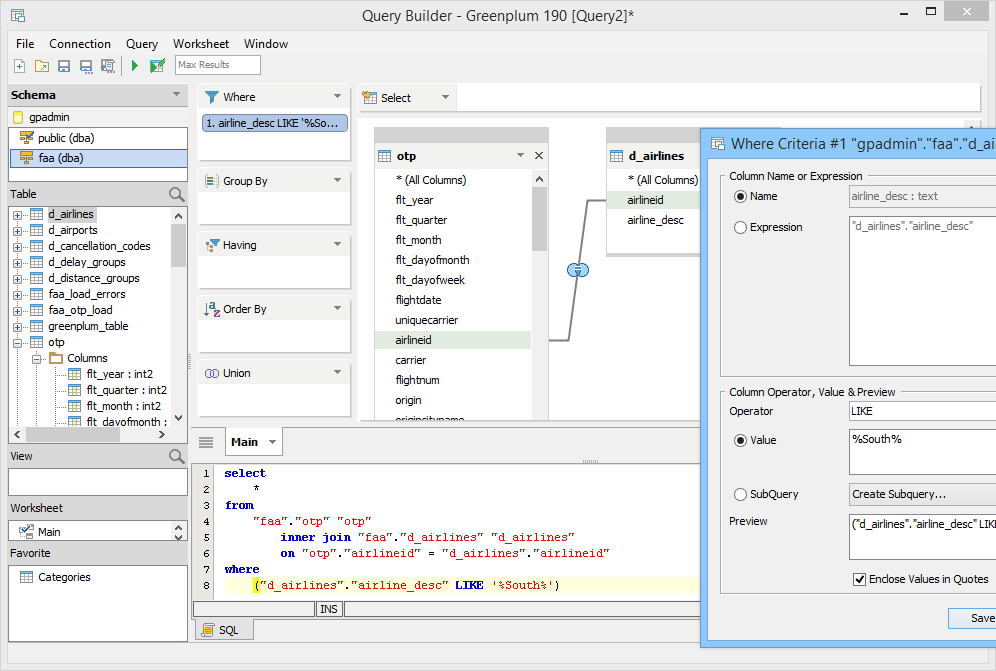 Query Builder - Greenplum 190 [Query2]*
File Connection Query Worksheet Window
Max Results
Schema
gpadmin
public (dba)
faa (dba)
Table
d_airlines
d_airports
d_cancellation_codes
d_delay_groups
d_distance_groups
faa_load_errors
faa_otp_load
greenplum_table
otp
Columns
flt_year : int2
flt_quarter : int2
flt_month : int2
flt_dayofmonth :
View
Worksheet
Main
Favorite
Categories
Where
1. airline_desc LIKE '%So...
Group By
Having
Order By
Union
Select
otp
* (All Columns)
flt_year
flt_quarter
flt_month
flt_dayofmonth
flt_dayofweek
flightdate
uniquecarrier
airlineid
carrier
flightnum
origin
origincityname
d_airlines
* (All Columns)
airlineid
airline_desc
Main
1 select
2 *
3 from
4 "faa"."otp" "otp"
5 inner join "faa"."d_airlines" "d_airlines"
6 on "otp"."airlineid" = "d_airlines"."airlineid"
7 where
8 ("d_airlines"."airline_desc" LIKE '%South%')
INS
SQL
Where Criteria #1 "gpadmin"."faa"."d_ai
Column Name or Expression
Name
airline_desc : text
Expression
"d_airlines"."airline_desc"
Column Operator, Value & Preview
Operator
LIKE
Value
%South%
SubQuery
Create Subquery...
Preview
("d_airlines"."airline_desc" LIKE
Enclose Values in Quotes
Save